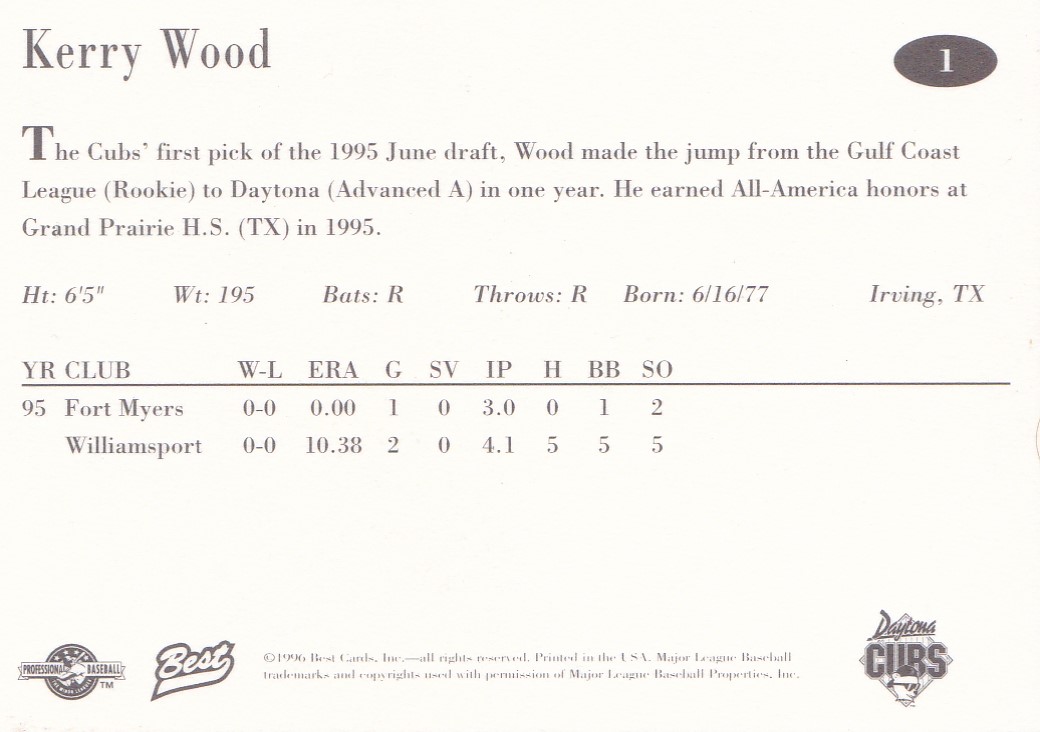 Kerry Wood
1
The Cubs' first pick of the 1995 June draft, Wood made the jump from the Gulf Coast
League (Rookie) to Daytona (Advanced A) in one year. He earned All-America honors at
Grand Prairie H.S. (TX) in 1995.
Ht: 6'5" Wt: 195 Bats: R Throws: R Born: 6/16/77 Irving, TX
YR CLUB W-L ERA G SV IP H BB SO
95 Fort Myers 0-0 0.00 1 0 3.0 0 1 2
Williamsport 0-0 10.38 2 0 4.1 5 5 5
PROFESSIONAL BASEBALL
THE MINOR LEAGUES
TM
Best
©1996 Best Cards, Inc.—all rights reserved. Printed in the USA. Major League Baseball
trademarks and copyrights used with permission of Major League Baseball Properties, Inc.
Daytona
CUBS